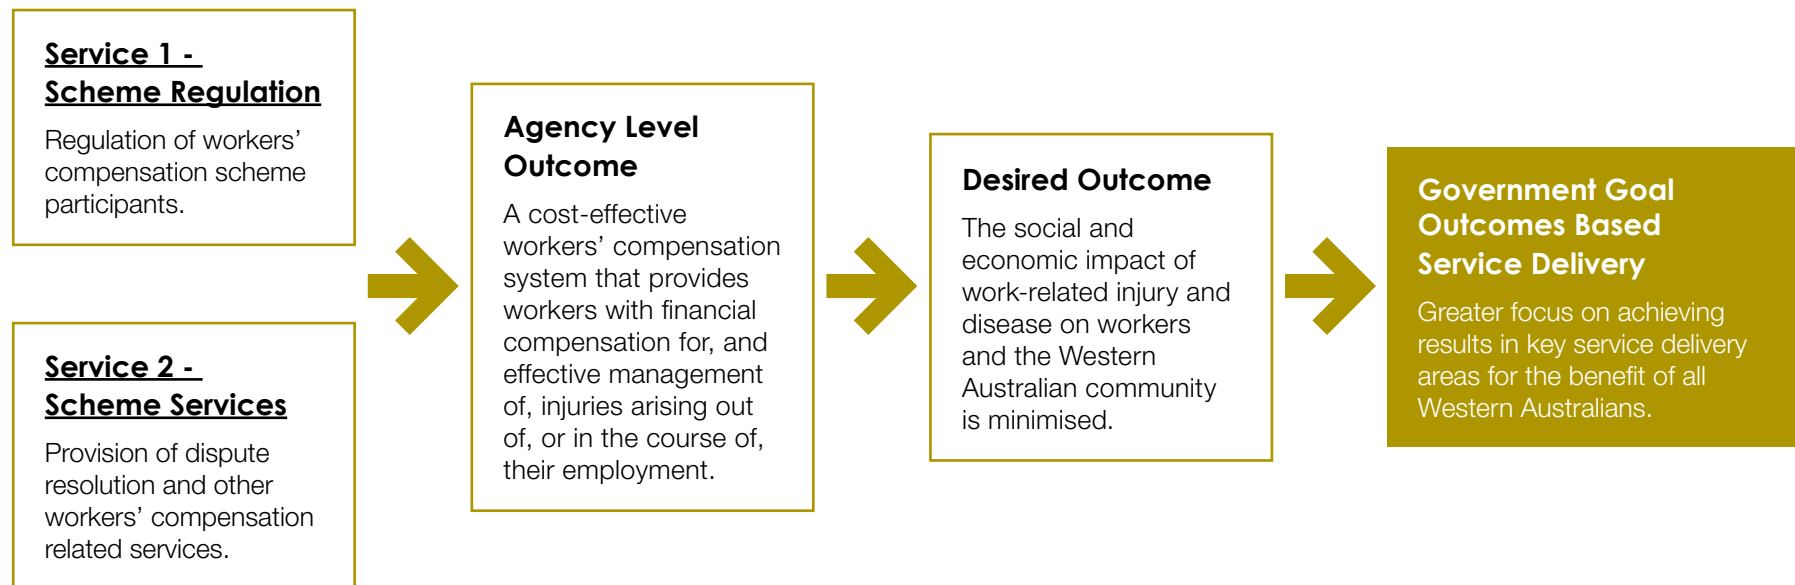 Service 1 -
Scheme Regulation
Regulation of workers’
compensation scheme
participants.
Service 2 -
Scheme Services
Provision of dispute
resolution and other
workers’ compensation
related services.
Agency Level
Outcome
A cost-effective
workers’ compensation
system that provides
workers with financial
compensation for, and
effective management
of, injuries arising out
of, or in the course of,
their employment.
Desired Outcome
The social and
economic impact of
work-related injury and
disease on workers
and the Western
Australian community
is minimised.
Government Goal
Outcomes Based
Service Delivery
Greater focus on achieving
results in key service delivery
areas for the benefit of all
Western Australians.